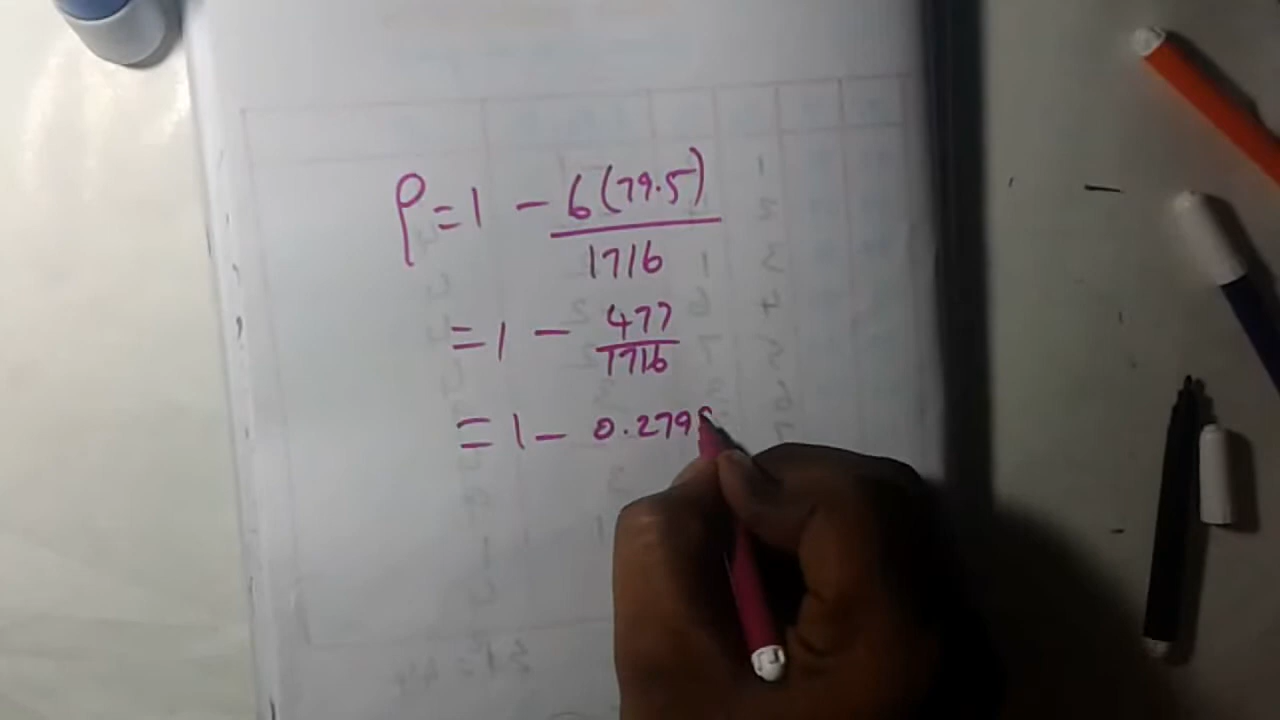 ρ = 1 - 6(79.5)/1716
= 1 - 477/1716
= 1 - 0.279